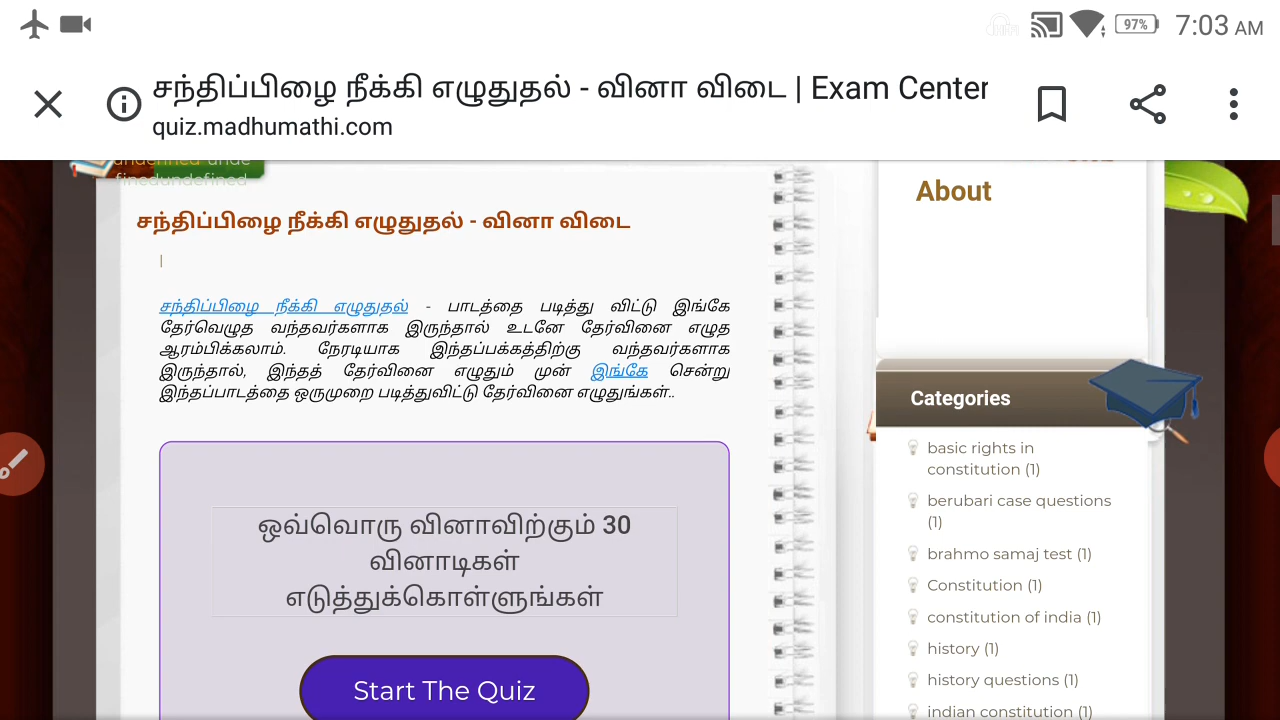 97% 7:03 AM
சந்திப்பிழை நீக்கி எழுதுதல் - வினா விடை | Exam Center
quiz.madhumathi.com
undefined unde
finedundefined
சந்திப்பிழை நீக்கி எழுதுதல் - வினா விடை
|
சந்திப்பிழை நீக்கி எழுதுதல் - பாடத்தை படித்து விட்டு இங்கே
தேர்வெழுத வந்தவர்களாக இருந்தால் உடனே தேர்வினை எழுத
ஆரம்பிக்கலாம். நேரடியாக இந்தப்பக்கத்திற்கு வந்தவர்களாக
இருந்தால், இந்தத் தேர்வினை எழுதும் முன் இங்கே சென்று
இந்தப்பாடத்தை ஒருமுறை படித்துவிட்டு தேர்வினை எழுதுங்கள்..
ஒவ்வொரு வினாவிற்கும் 30
வினாடிகள்
எடுத்துக்கொள்ளுங்கள்
Start The Quiz
About
Categories
basic rights in
constitution (1)
berubari case questions
(1)
brahmo samaj test (1)
Constitution (1)
constitution of india (1)
history (1)
history questions (1)
indian constitution (1)